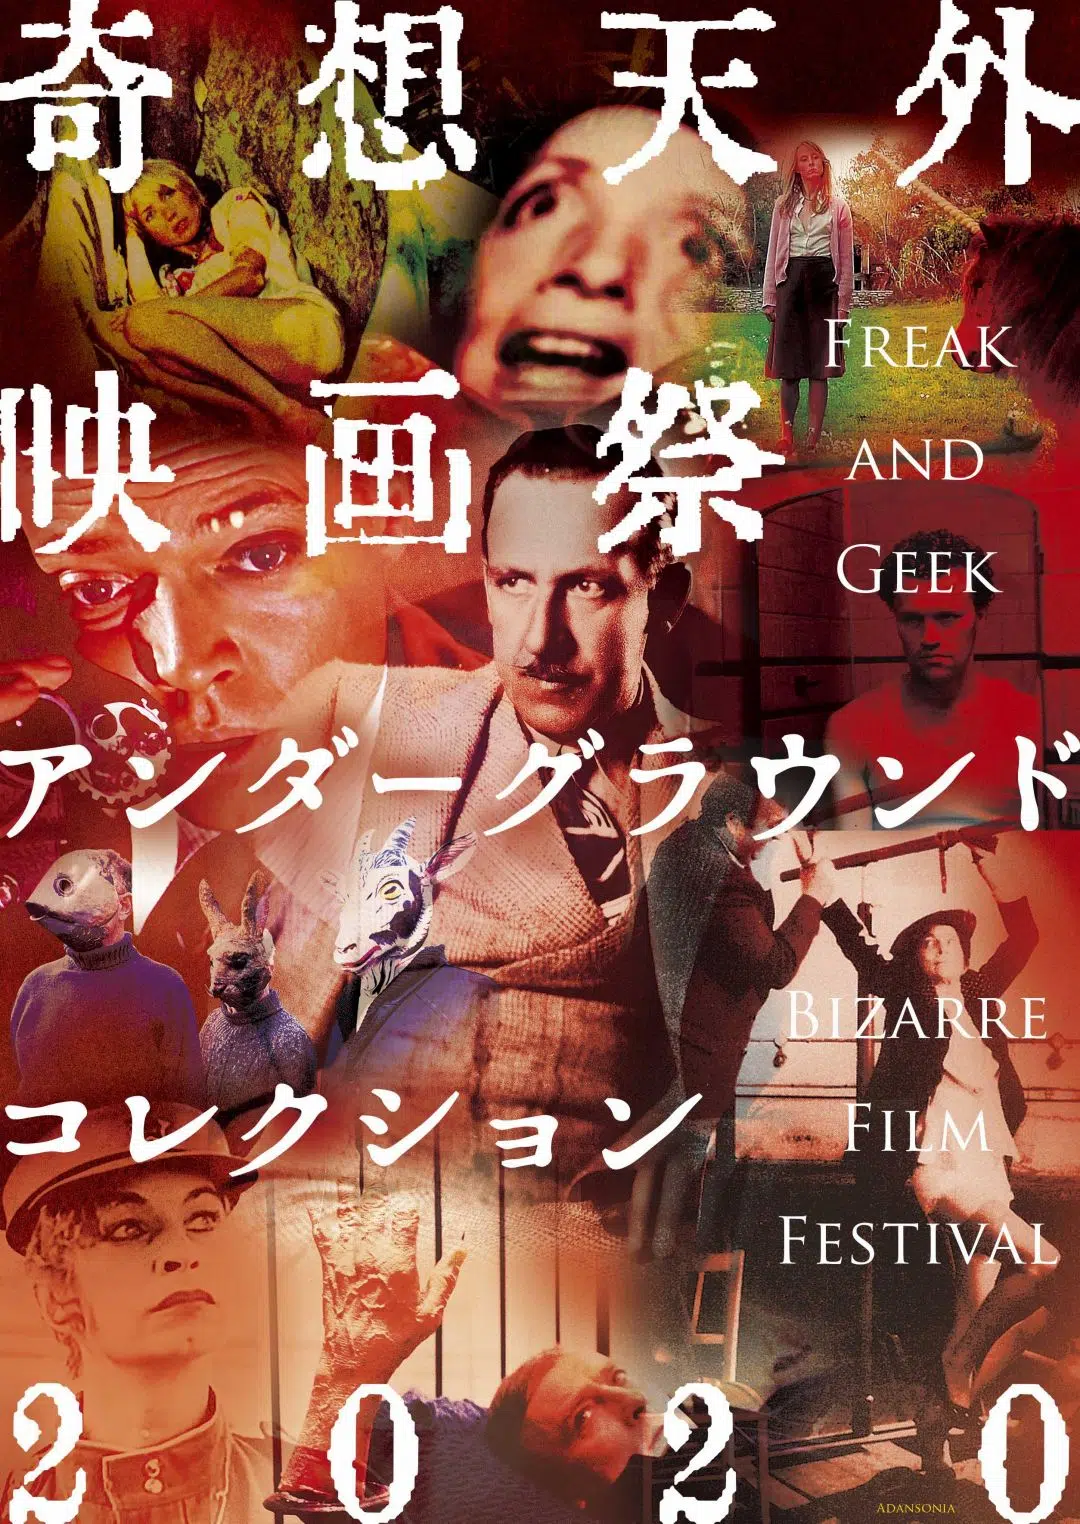 奇想天外
映画祭
アンダーグラウンド
コレクション
2020
FREAK
AND
GEEK
BIZARRE
FILM
FESTIVAL
ADANSONIA